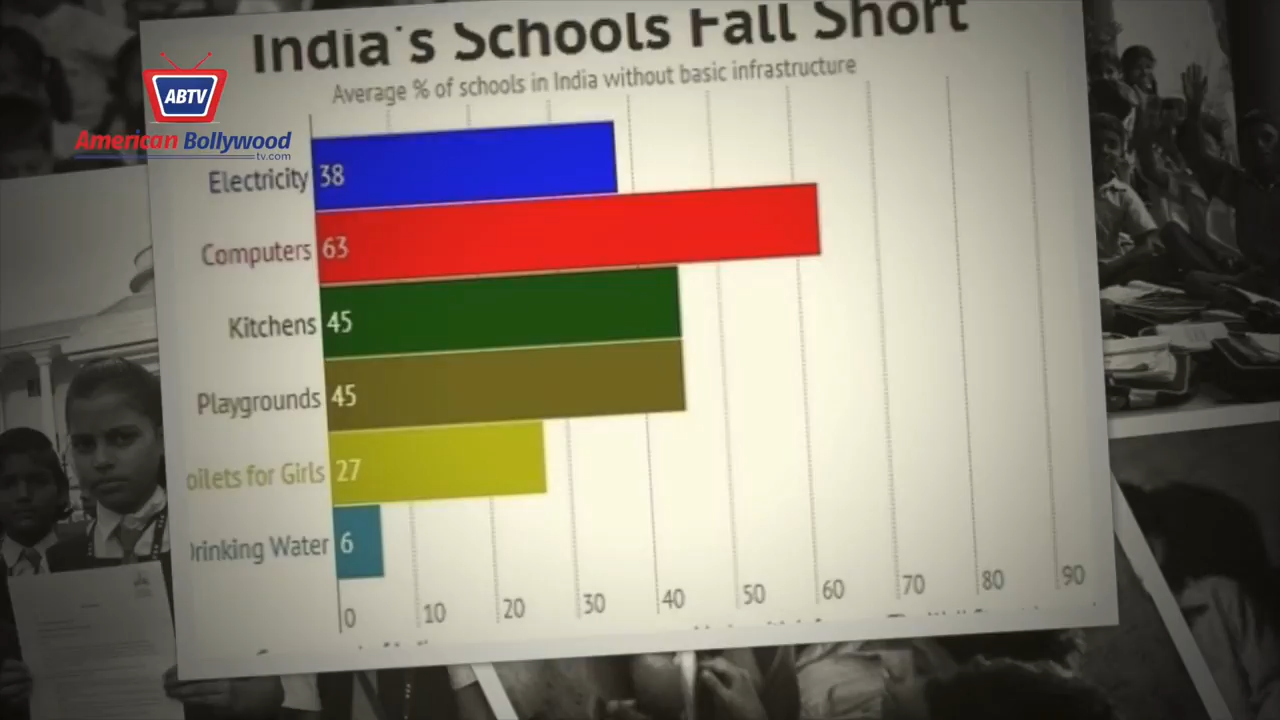 India's Schools Fall Short
Average % of schools in India without basic infrastructure
ABTV
American Bollywood
tv.com
Electricity 38
Computers 63
Kitchens 45
Playgrounds 45
oilets for Girls 27
Drinking Water 6
0 10 20 30 40 50 60 70 80 90